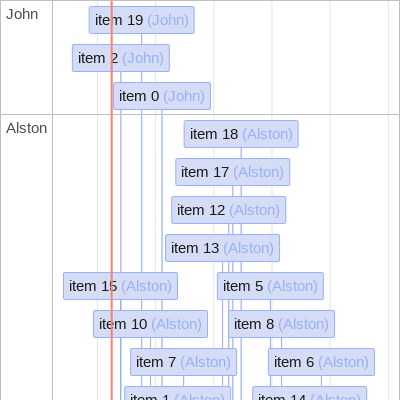 John
item 19 (John)
item 2 (John)
item 0 (John)
Alston
item 18 (Alston)
item 17 (Alston)
item 12 (Alston)
item 13 (Alston)
item 15 (Alston)
item 5 (Alston)
item 10 (Alston)
item 8 (Alston)
item 7 (Alston)
item 6 (Alston)
item 1 (Alston)
item 14 (Alston)